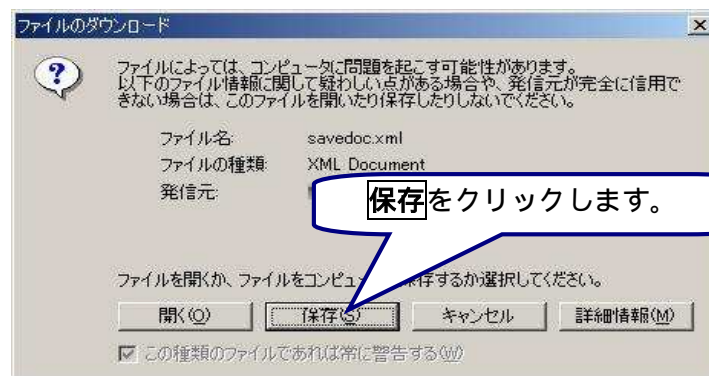 ファイルのダウンロード
ファイルによっては、コンピュータに問題を起こす可能性があります。
以下のファイル情報に関して疑わしい点がある場合や、発信元が完全に信用で
きない場合は、このファイルを開いたり保存したりしないでください。
ファイル名: savedoc.xml
ファイルの種類: XML Document
発信元:
保存をクリックします。
ファイルを開くか、ファイルをコンピュ 保存するか選択してください。
開く(O) 保存(S) キャンセル 詳細情報(M)
この種類のファイルであれば常に警告する(W)